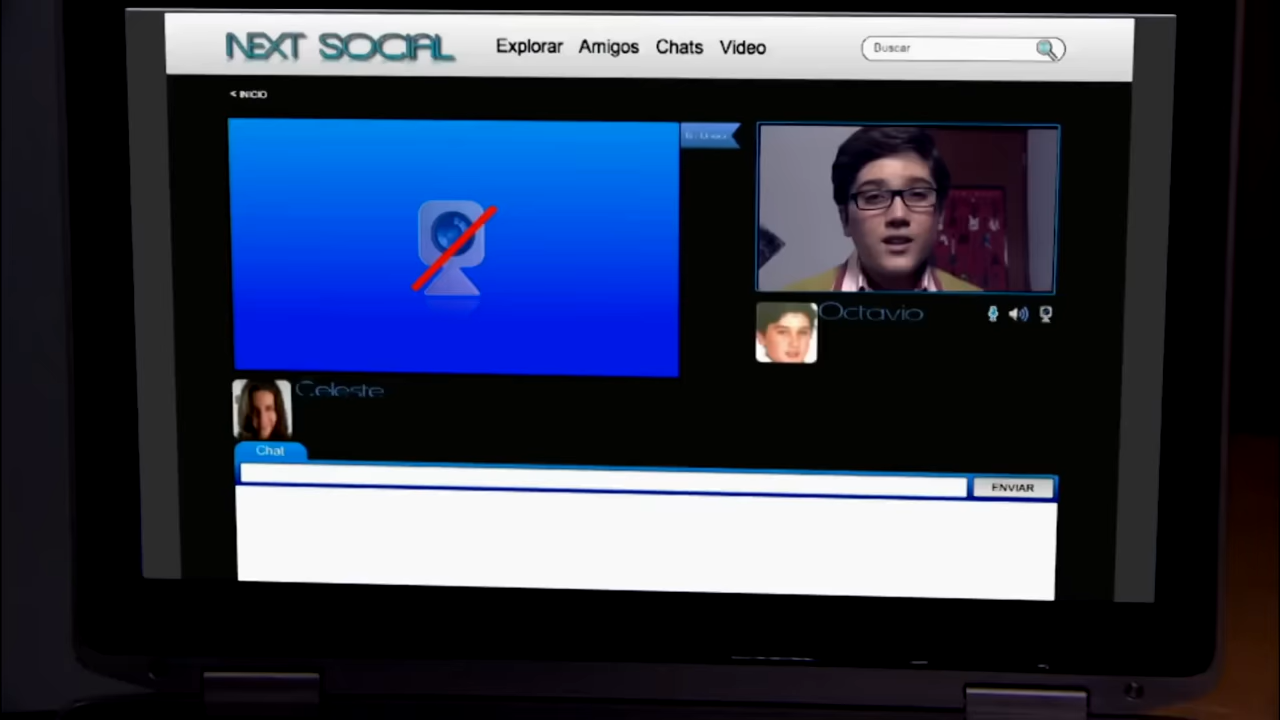 NEXT SOCIAL
Explorar Amigos Chats Video
Buscar
< INICIO
Octavio
Celeste
Chat
ENVIAR